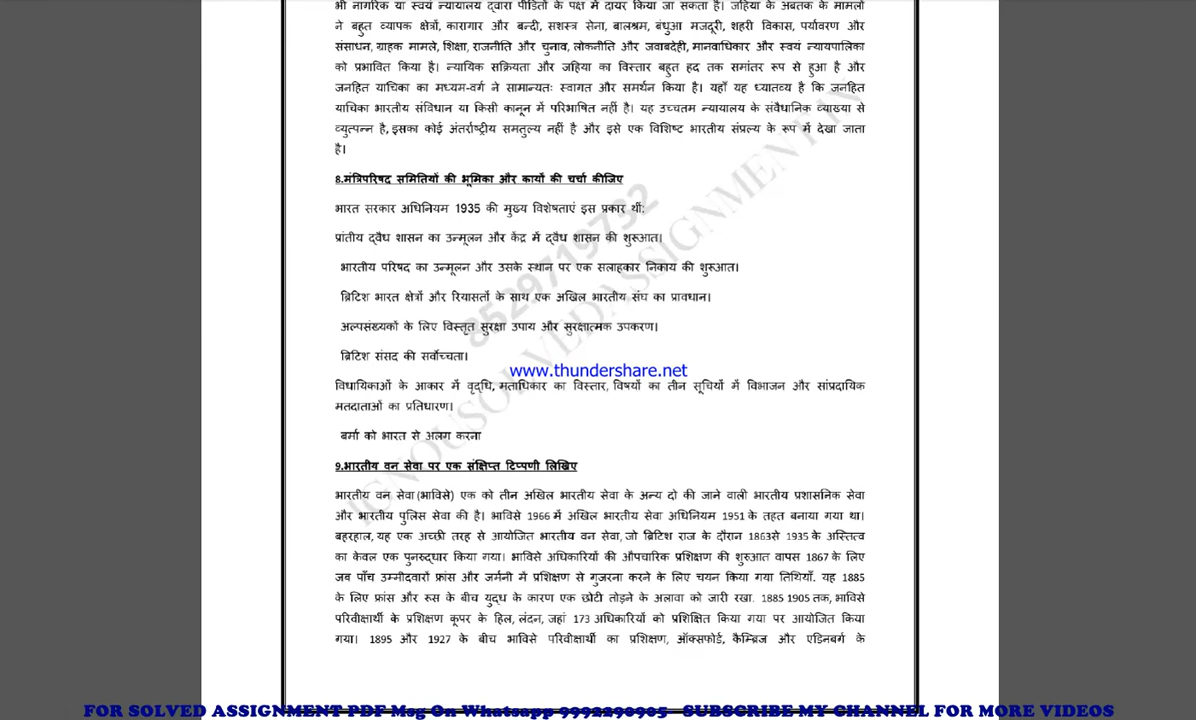 भी नागरिक या स्वयं न्यायालय द्वारा पीडितों के पक्ष में दायर किया जा सकता है। जहिया के अबतक के मामलों
ने बहुत व्यापक क्षेत्रों, कारागार और बन्दी, सशस्त्र सेना, बालश्रम, बंधुआ मजदूरी, शहरी विकास, पर्यावरण और
संसाधन, ग्राहक मामले, शिक्षा, राजनीति और चुनाव, लोकनीति और जवाबदेही, मानवाधिकार और स्वयं न्यायपालिका
को प्रभावित किया है। न्यायिक सक्रियता और जहिया का विस्तार बहुत हद तक समांतर रूप से हुआ है और
जनहित याचिका का मध्यम-वर्ग ने सामान्यतः स्वागत और समर्थन किया है। यहाँ यह ध्यातव्य है कि जनहित
याचिका भारतीय संविधान या किसी कानून में परिभाषित नहीं है। यह उच्चतम न्यायालय के संवैधानिक व्याख्या से
व्युत्पन्न है, इसका कोई अंतर्राष्ट्रीय समतुल्य नहीं है और इसे एक विशिष्ट भारतीय संप्रल्य के रूप में देखा जाता
है।
8.मंत्रिपरिषद समितियों की भूमिका और कायों की चर्चा कीजिए
भारत सरकार अधिनियम 1935 की मुख्य विशेषताएं इस प्रकार थीं:
प्रांतीय द्वैध शासन का उन्मूलन और केंद्र में द्वैध शासन की शुरूआत।
भारतीय परिषद का उन्मूलन और उसके स्थान पर एक सलाहकार निकाय की शुरूआत।
ब्रिटिश भारत क्षेत्रों और रियासतों के साथ एक अखिल भारतीय संघ का प्रावधान।
अल्पसंख्यकों के लिए विस्तृत सुरक्षा उपाय और सुरक्षात्मक उपकरण।
ब्रिटिश संसद की सर्वोच्चता।
www.thundershare.net
विधायिकाओं के आकार में वृद्धि, मताधिकार का विस्तार, विषयों का तीन सूचियों में विभाजन और सांप्रदायिक
मतदाताओं का प्रतिधारण।
बर्मा को भारत से अलग करना
9.भारतीय वन सेवा पर एक संक्षिप्त टिप्पणी लिखिए
भारतीय वन सेवा (भाविसे) एक को तीन अखिल भारतीय सेवा के अन्य दो की जाने वाली भारतीय प्रशासनिक सेवा
और भारतीय पुलिस सेवा की है। भाविसे 1966 में अखिल भारतीय सेवा अधिनियम 1951 के तहत बनाया गया था।
बहरहाल, यह एक अच्छी तरह से आयोजित भारतीय वन सेवा, जो ब्रिटिश राज के दौरान 1863से 1935 के अस्तित्व
का केवल एक पुनरुद्धार किया गया। भाविसे अधिकारियों की औपचारिक प्रशिक्षण की शुरुआत वापस 1867 के लिए
जब पाँच उम्मीदवारों फ्रांस और जर्मनी में प्रशिक्षण से गुजरना करने के लिए चयन किया गया तिथियाँ. यह 1885
के लिए फ्रांस और रूस के बीच युद्ध के कारण एक छोटी तोड़ने के अलावा को जारी रखा. 1885 1905 तक, भाविसे
परिवीक्षार्थी के प्रशिक्षण कूपर के हिल, लंदन, जहां 173 अधिकारियों को प्रशिक्षित किया गया पर आयोजित किया
गया। 1895 और 1927 के बीच भाविसे परिवीक्षार्थी का प्रशिक्षण, ऑक्सफोर्ड, कैम्ब्रिज और एडिनबर्ग के
8529719732
IGNOUSOLVEDASSIGNMENT.IN
FOR SOLVED ASSIGNMENT PDF Msg On Whatsapp 9992290905 SUBSCRIBE MY CHANNEL FOR MORE VIDEOS